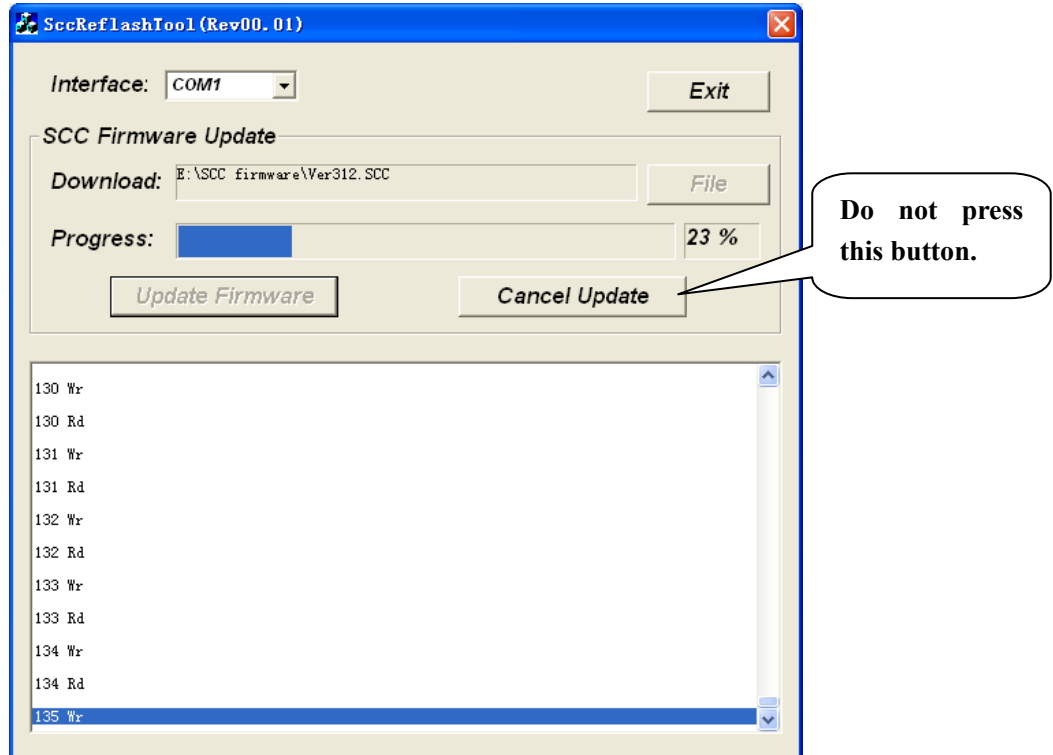 SccReflashTool(Rev00.01)
Interface: COM1
Exit
SCC Firmware Update
Download: E:\SCC firmware\Ver312.SCC
File
Progress: 23 %
Update Firmware
Cancel Update
Do not press
this button.
130 Wr
130 Rd
131 Wr
131 Rd
132 Wr
132 Rd
133 Wr
133 Rd
134 Wr
134 Rd
135 Wr